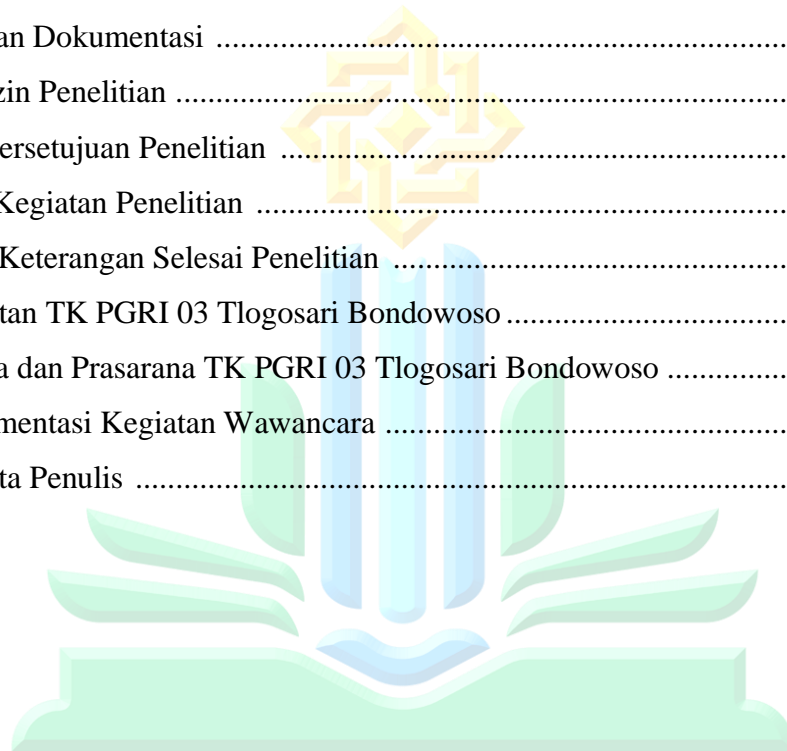 an Dokumentasi ........................................................................
zin Penelitian ..............................................................................
ersetujuan Penelitian ................................................................
Kegiatan Penelitian ...................................................................
Keterangan Selesai Penelitian ..................................................
tan TK PGRI 03 Tlogosari Bondowoso ...................................
a dan Prasarana TK PGRI 03 Tlogosari Bondowoso ...............
mentasi Kegiatan Wawancara ..................................................
ta Penulis ...................................................................................